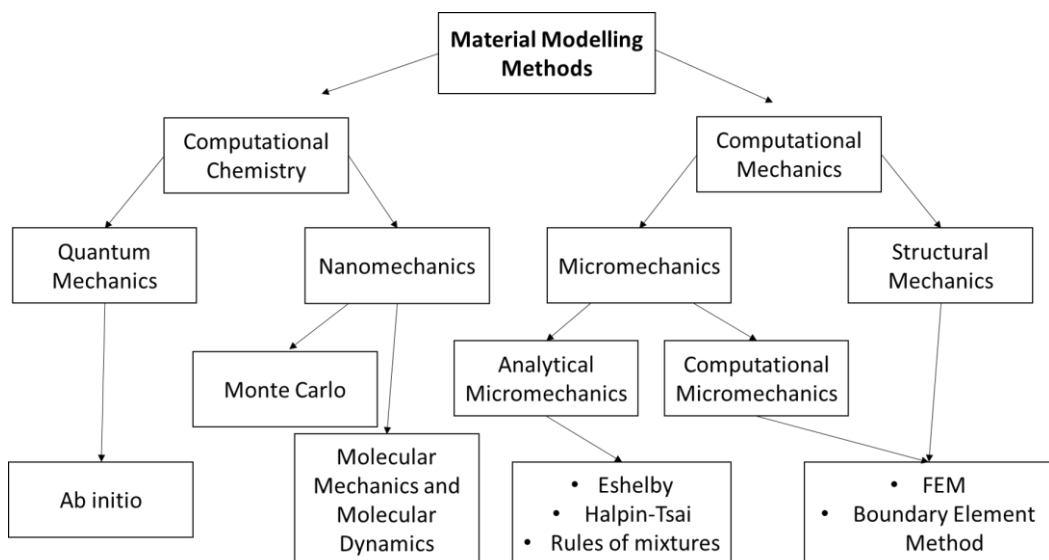 Material Modelling
Methods
Computational
Chemistry
Computational
Mechanics
Quantum
Mechanics
Nanomechanics
Micromechanics
Structural
Mechanics
Monte Carlo
Analytical
Micromechanics
Computational
Micromechanics
Ab initio
Molecular
Mechanics and
Molecular
Dynamics
• Eshelby
• Halpin-Tsai
• Rules of mixtures
• FEM
• Boundary Element
Method